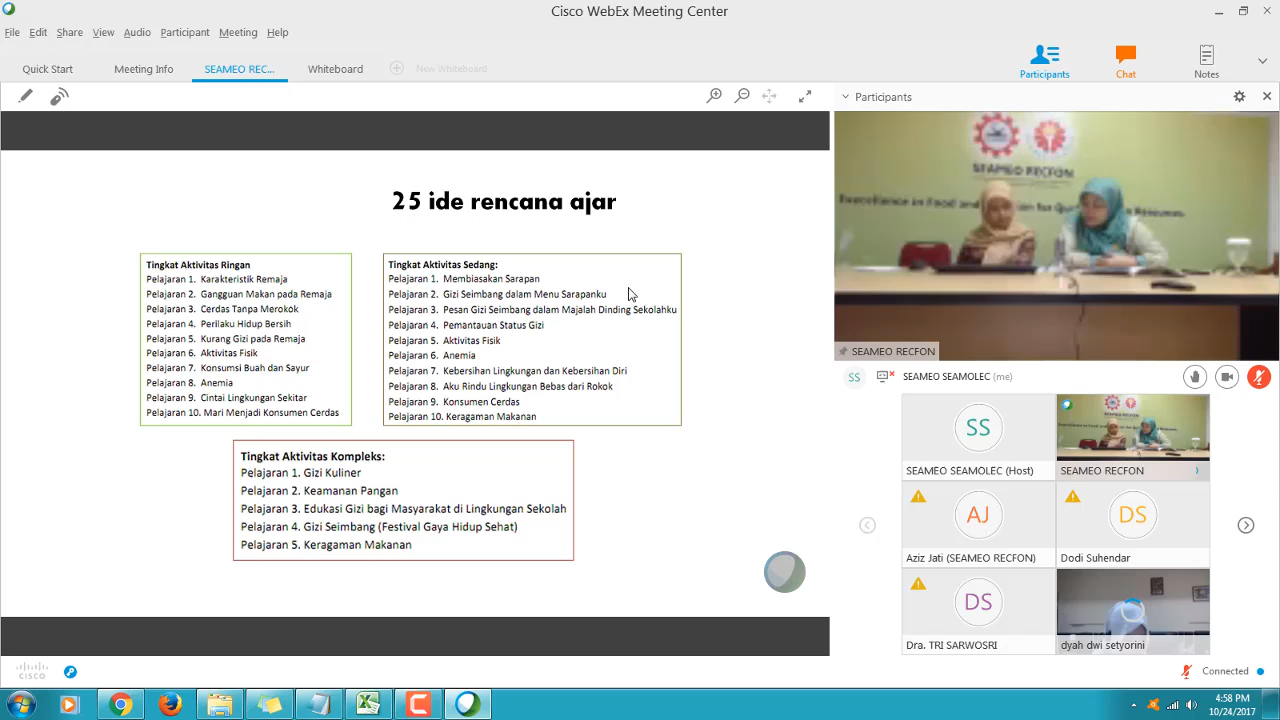 Cisco WebEx Meeting Center
File Edit Share View Audio Participant Meeting Help
Quick Start Meeting Info SEAMEO REC... Whiteboard New Whiteboard
Participants Chat Notes
Participants
25 ide rencana ajar
Tingkat Aktivitas Ringan
Pelajaran 1. Karakteristik Remaja
Pelajaran 2. Gangguan Makan pada Remaja
Pelajaran 3. Cerdas Tanpa Merokok
Pelajaran 4. Perilaku Hidup Bersih
Pelajaran 5. Kurang Gizi pada Remaja
Pelajaran 6. Aktivitas Fisik
Pelajaran 7. Konsumsi Buah dan Sayur
Pelajaran 8. Anemia
Pelajaran 9. Cintai Lingkungan Sekitar
Pelajaran 10. Mari Menjadi Konsumen Cerdas
Tingkat Aktivitas Sedang:
Pelajaran 1. Membiasakan Sarapan
Pelajaran 2. Gizi Seimbang dalam Menu Sarapanku
Pelajaran 3. Pesan Gizi Seimbang dalam Majalah Dinding Sekolahku
Pelajaran 4. Pemantauan Status Gizi
Pelajaran 5. Aktivitas Fisik
Pelajaran 6. Anemia
Pelajaran 7. Kebersihan Lingkungan dan Kebersihan Diri
Pelajaran 8. Aku Rindu Lingkungan Bebas dari Rokok
Pelajaran 9. Konsumen Cerdas
Pelajaran 10. Keragaman Makanan
Tingkat Aktivitas Kompleks:
Pelajaran 1. Gizi Kuliner
Pelajaran 2. Keamanan Pangan
Pelajaran 3. Edukasi Gizi bagi Masyarakat di Lingkungan Sekolah
Pelajaran 4. Gizi Seimbang (Festival Gaya Hidup Sehat)
Pelajaran 5. Keragaman Makanan
SEAMEO RECFON
SEAMEO RECFON
SS SEAMEO SEAMOLEC (me)
SS
SEAMEO SEAMOLEC (Host)
SEAMEO RECFON
AJ
Aziz Jati (SEAMEO RECFON)
DS
Dodi Suhendar
DS
Dra. TRI SARWOSRI
dyah dwi setyorini
cisco
Connected
4:58 PM
10/24/2017